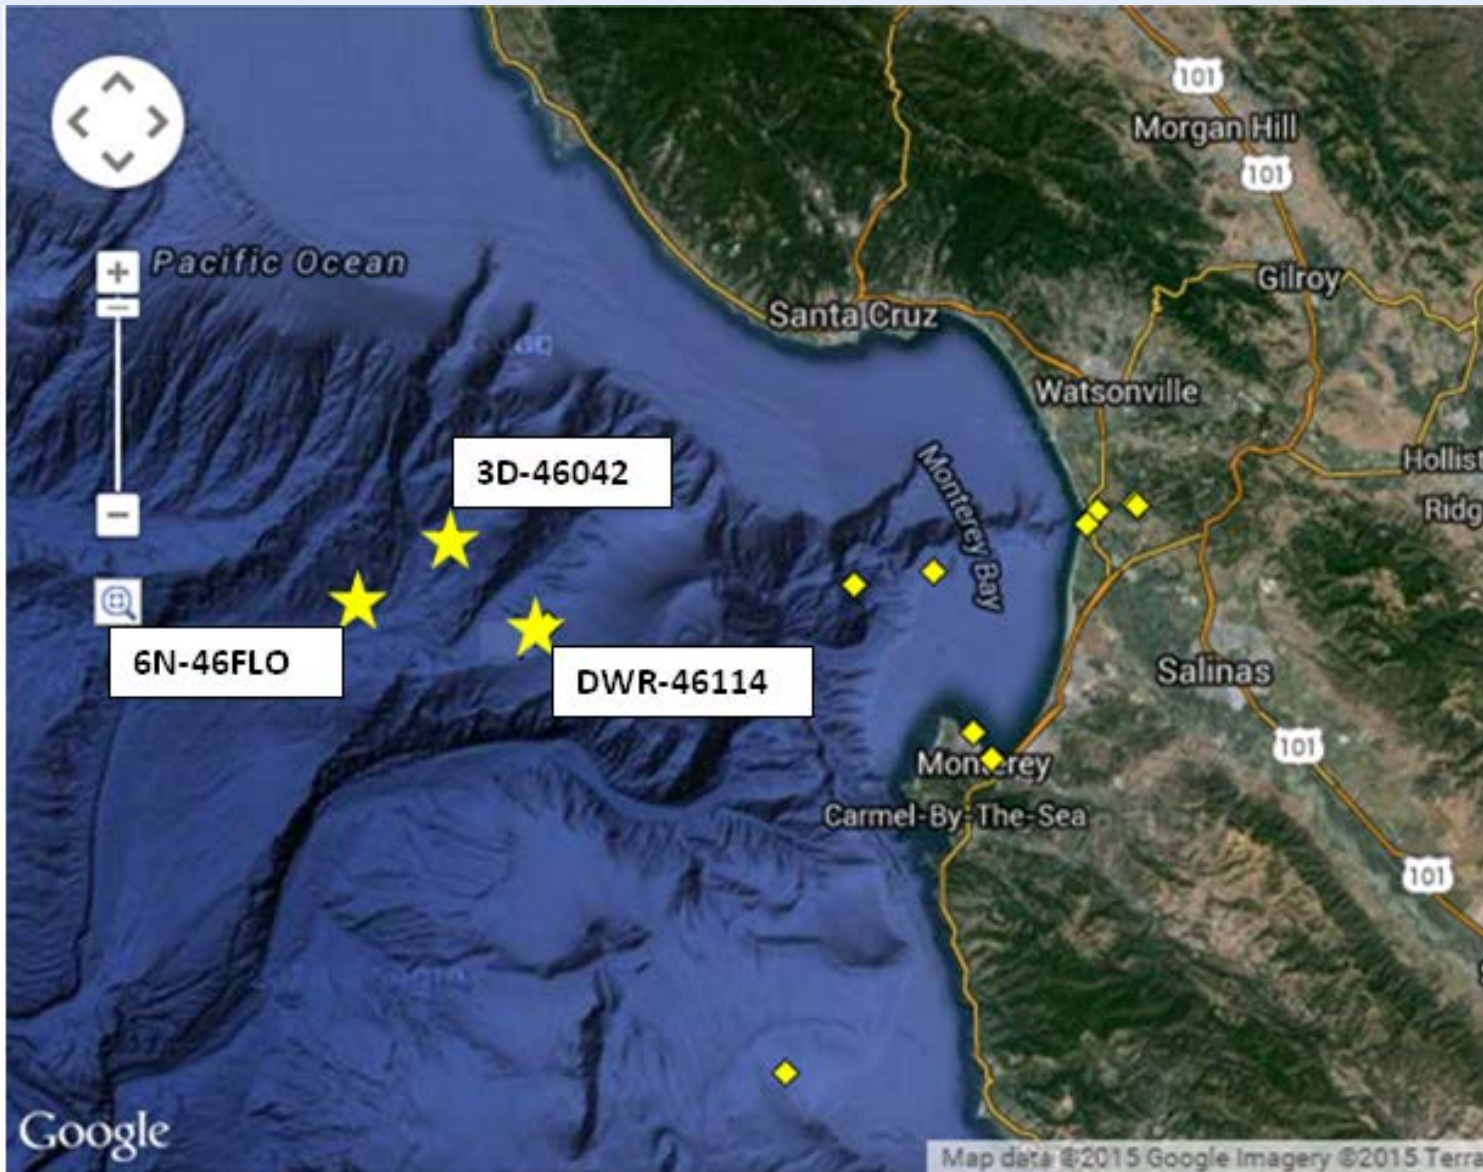 101
Morgan Hill
101
Pacific Ocean
Gilroy
Santa Cruz
Watsonville
3D-46042
Hollist
Monterey Bay
Ridg
6N-46FLO
DWR-46114
Salinas
101
Monterey
Carmel-By-The-Sea
101
Google
Map data ©2015 Google Imagery ©2015 Terra